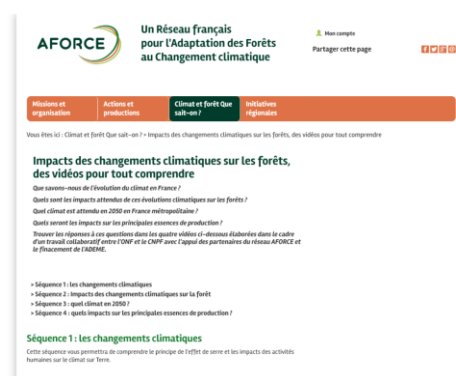 AFORCE
Un Réseau français
pour l'Adaptation des Forêts
au Changement climatique
Mon compte
Partager cette page
Missions et
organisation
Actions et
productions
Climat et forêt Que
sait-on ?
Initiatives
régionales
Vous êtes ici : Climat et forêt Que sait-on ? > Impacts des changements climatiques sur les forêts, des vidéos pour tout comprendre
Impacts des changements climatiques sur les forêts,
des vidéos pour tout comprendre
Que savons-nous de l'évolution du climat en France ?
Quels sont les impacts attendus de ces évolutions climatiques sur les forêts ?
Quel climat est attendu en 2050 en France métropolitaine ?
Quels seront les impacts sur les principales essences de production ?
Trouver les réponses à ces questions dans les quatre vidéos ci-dessous élaborées dans le cadre
d'un travail collaboratif entre l'ONF et le CNPF avec l'appui des partenaires du réseau AFORCE et
le financement de l'ADEME.
> Séquence 1 : les changements climatiques
> Séquence 2 : Impacts des changements climatiques sur la forêt
> Séquence 3 : quel climat en 2050 ?
> Séquence 4 : quels impacts sur les principales essences de production ?
Séquence 1 : les changements climatiques
Cette séquence vous permettra de comprendre le principe de l'effet de serre et les impacts des activités
humaines sur le climat sur Terre.